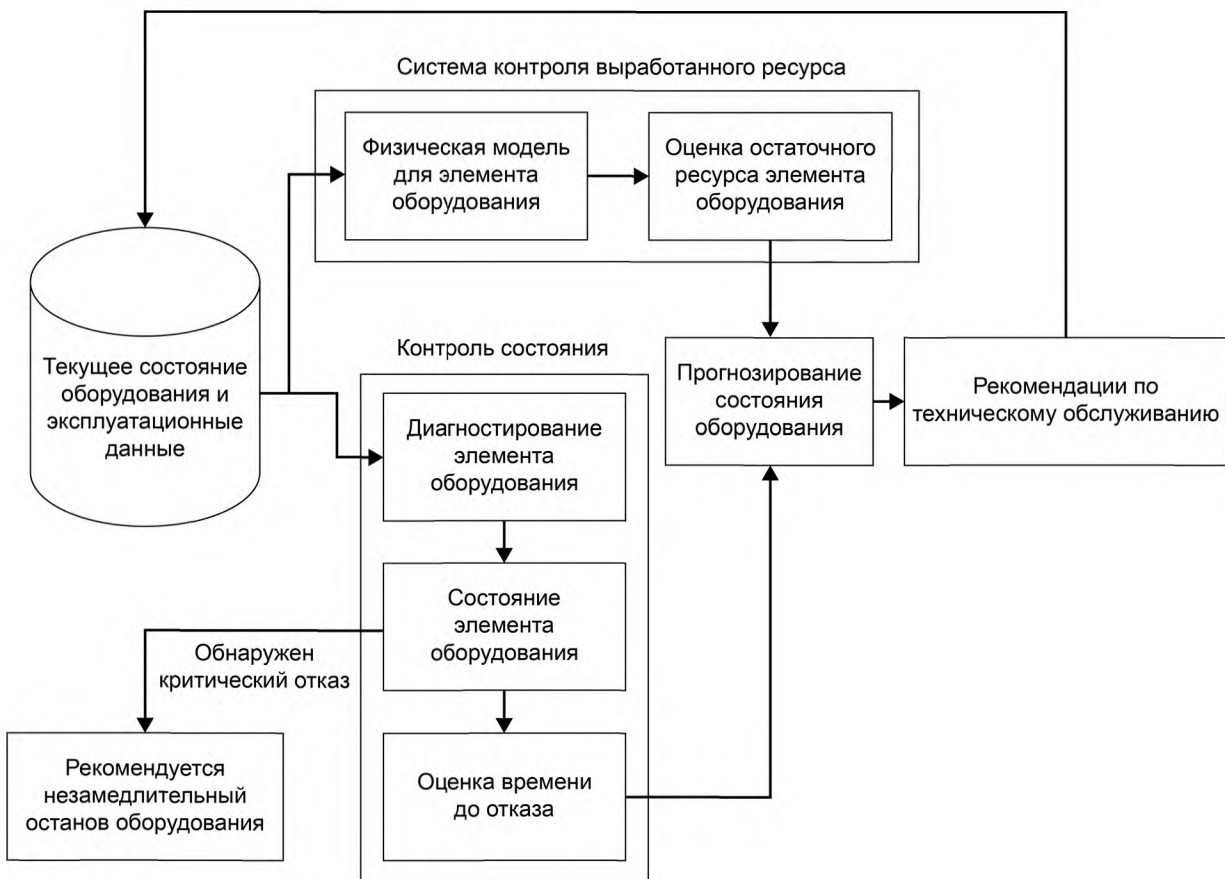 Система контроля выработанного ресурса
Физическая модель
для элемента
оборудования
Оценка остаточного
ресурса элемента
оборудования
Текущее состояние
оборудования и
эксплуатационные
данные
Контроль состояния
Диагностирование
элемента
оборудования
Прогнозирование
состояния
оборудования
Рекомендации по
техническому обслуживанию
Состояние
элемента
оборудования
Обнаружен
критический отказ
Рекомендуется
незамедлительный
останов оборудования
Оценка времени
до отказа